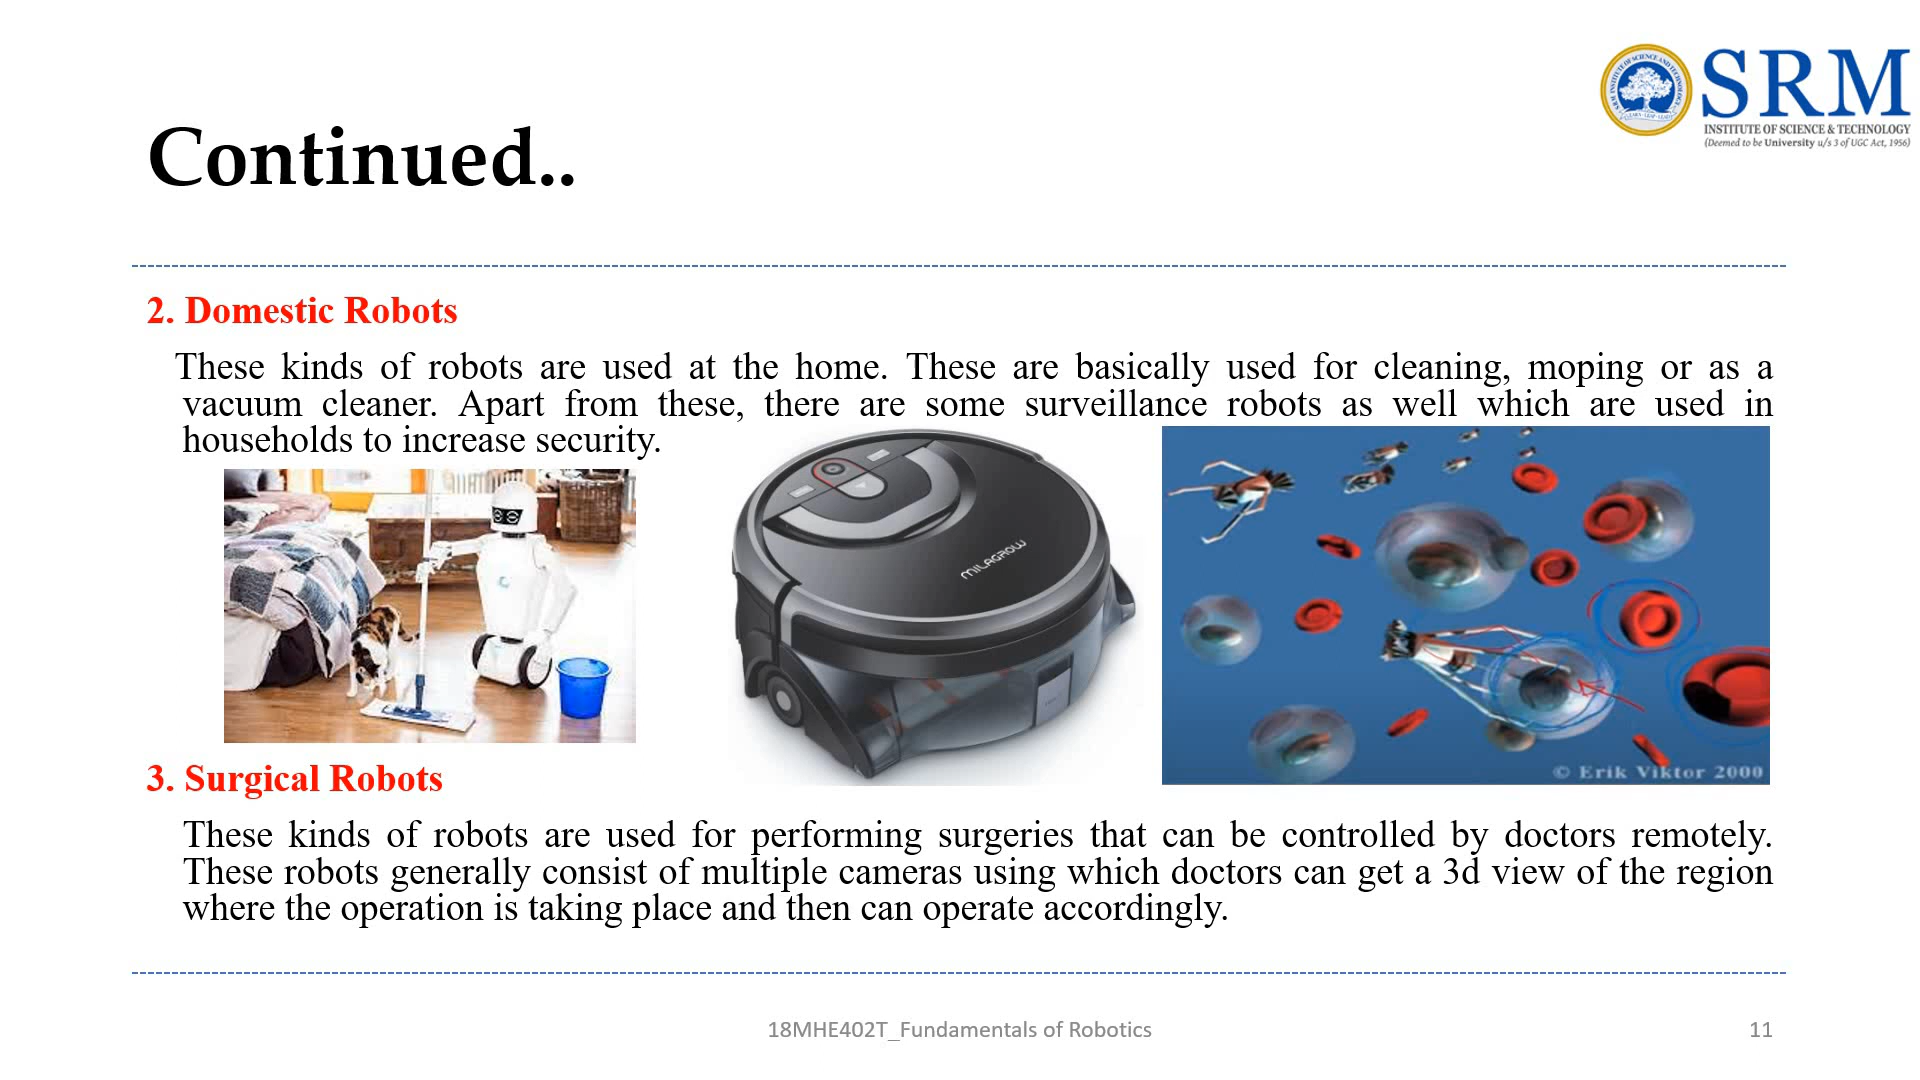 SRM
INSTITUTE OF SCIENCE & TECHNOLOGY
(Deemed to be University u/s 3 of UGC Act, 1956)
Continued..
2. Domestic Robots
These kinds of robots are used at the home. These are basically used for cleaning, moping or as a
vacuum cleaner. Apart from these, there are some surveillance robots as well which are used in
households to increase security.
MILAGROW
© Erik Viktor 2000
3. Surgical Robots
These kinds of robots are used for performing surgeries that can be controlled by doctors remotely.
These robots generally consist of multiple cameras using which doctors can get a 3d view of the region
where the operation is taking place and then can operate accordingly.
18MHE402T_Fundamentals of Robotics
11